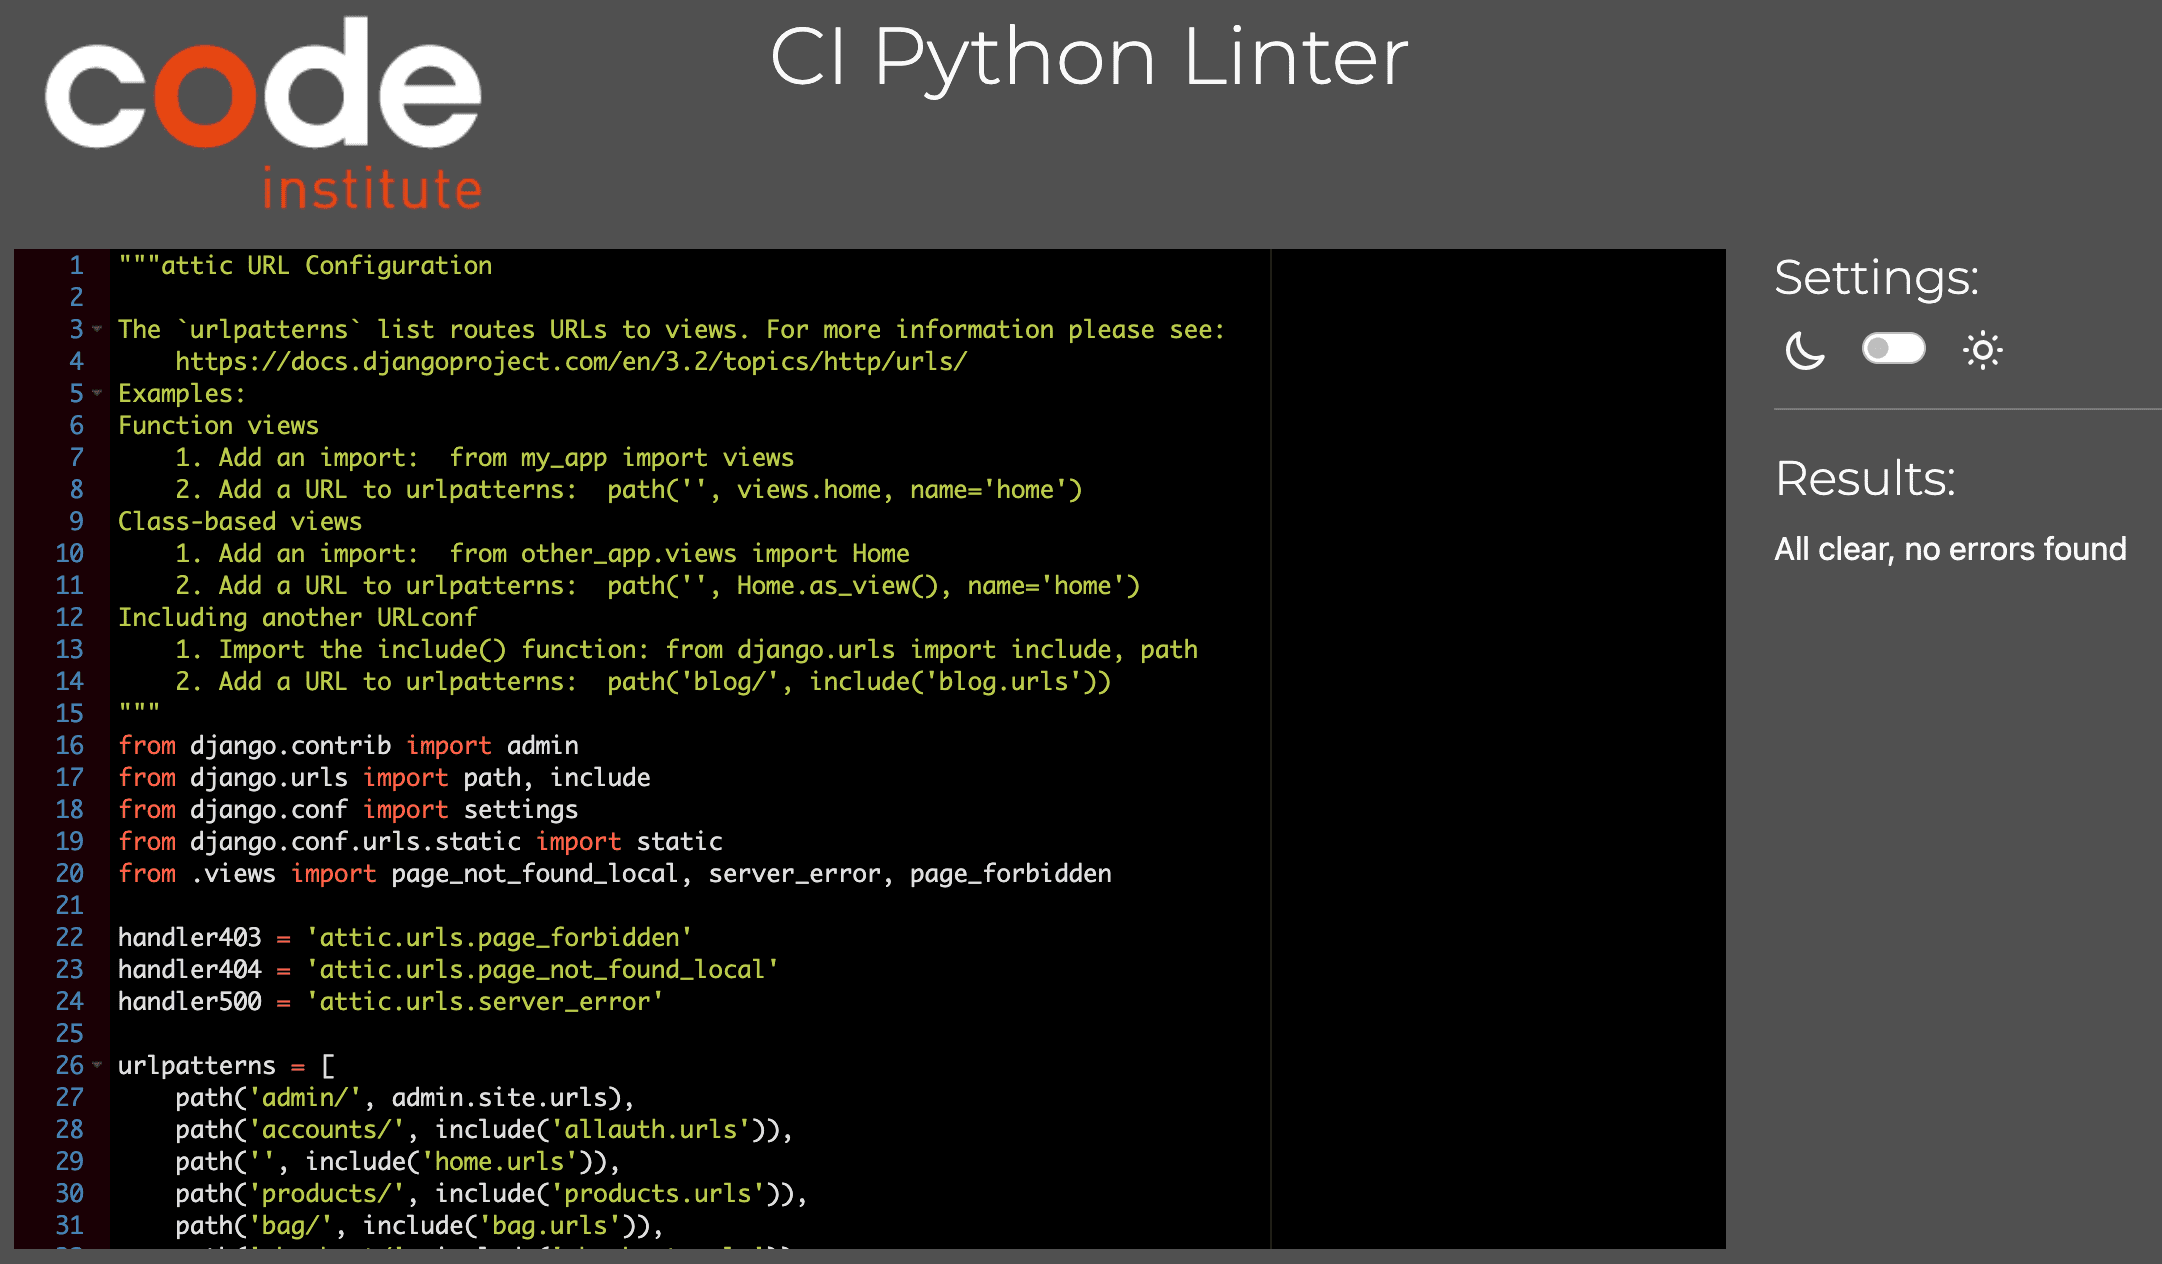 code
institute
CI Python Linter
1 """attic URL Configuration
2
3 The `urlpatterns` list routes URLs to views. For more information please see:
4     https://docs.djangoproject.com/en/3.2/topics/http/urls/
5 Examples:
6 Function views
7     1. Add an import:  from my_app import views
8     2. Add a URL to urlpatterns:  path('', views.home, name='home')
9 Class-based views
10     1. Add an import:  from other_app.views import Home
11     2. Add a URL to urlpatterns:  path('', Home.as_view(), name='home')
12 Including another URLconf
13     1. Import the include() function: from django.urls import include, path
14     2. Add a URL to urlpatterns:  path('blog/', include('blog.urls'))
15 """
16 from django.contrib import admin
17 from django.urls import path, include
18 from django.conf import settings
19 from django.conf.urls.static import static
20 from .views import page_not_found_local, server_error, page_forbidden
21
22 handler403 = 'attic.urls.page_forbidden'
23 handler404 = 'attic.urls.page_not_found_local'
24 handler500 = 'attic.urls.server_error'
25
26 urlpatterns = [
27     path('admin/', admin.site.urls),
28     path('accounts/', include('allauth.urls')),
29     path('', include('home.urls')),
30     path('products/', include('products.urls')),
31     path('bag/', include('bag.urls')),
Settings:
Results:
All clear, no errors found